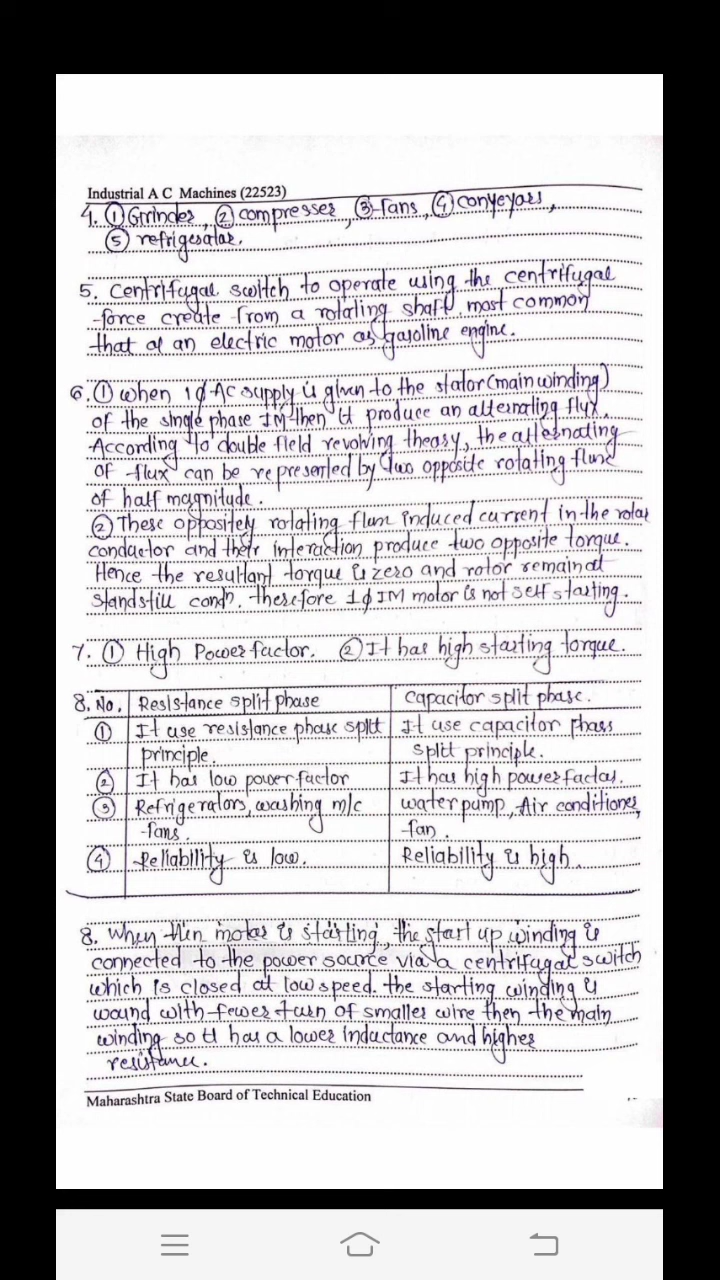 Industrial A C Machines (22523)
4. ① Grinder, ② compresser, ③ Fans, ④ conyeyors,
⑤ refrigerator.
5. Centrifugal switch to operate using the centrifugal
force create from a rotating shaft most common
that of an electric motor as gasoline engine.
6. ① When 1ϕ Ac supply is given to the stator (main winding)
of the single phase IM then it produce an alternating flux.
According to double field revolving theory, the alternating
of flux can be represented by two opposite rotating fluxe
of half magnitude.
② These oppositely rotating fluxe induced current in the rotor
conductor and their interaction produce two opposite torque.
Hence the resultant torque is zero and rotor remain at
standstill condn. Therefore 1ϕ IM motor is not self starting.
7. ① High Power factor. ② It has high starting torque.
8. No. Resistance split phase Capacitor split phase.
① It use resistance phase split It use capacitor phass
principle. split principle.
② It has low power factor It has high power factor.
③ Refrigerators, washing m/c water pump, Air conditioner,
fans. fan.
④ Reliability is low. Reliability is high.
8. When then motor is starting, the start up winding is
connected to the power source via a centrifugal switch
which is closed at low speed. the starting winding is
wound with fewer turn of smaller wire then the main
winding so it has a lower inductance and higher
resistance.
Maharashtra State Board of Technical Education